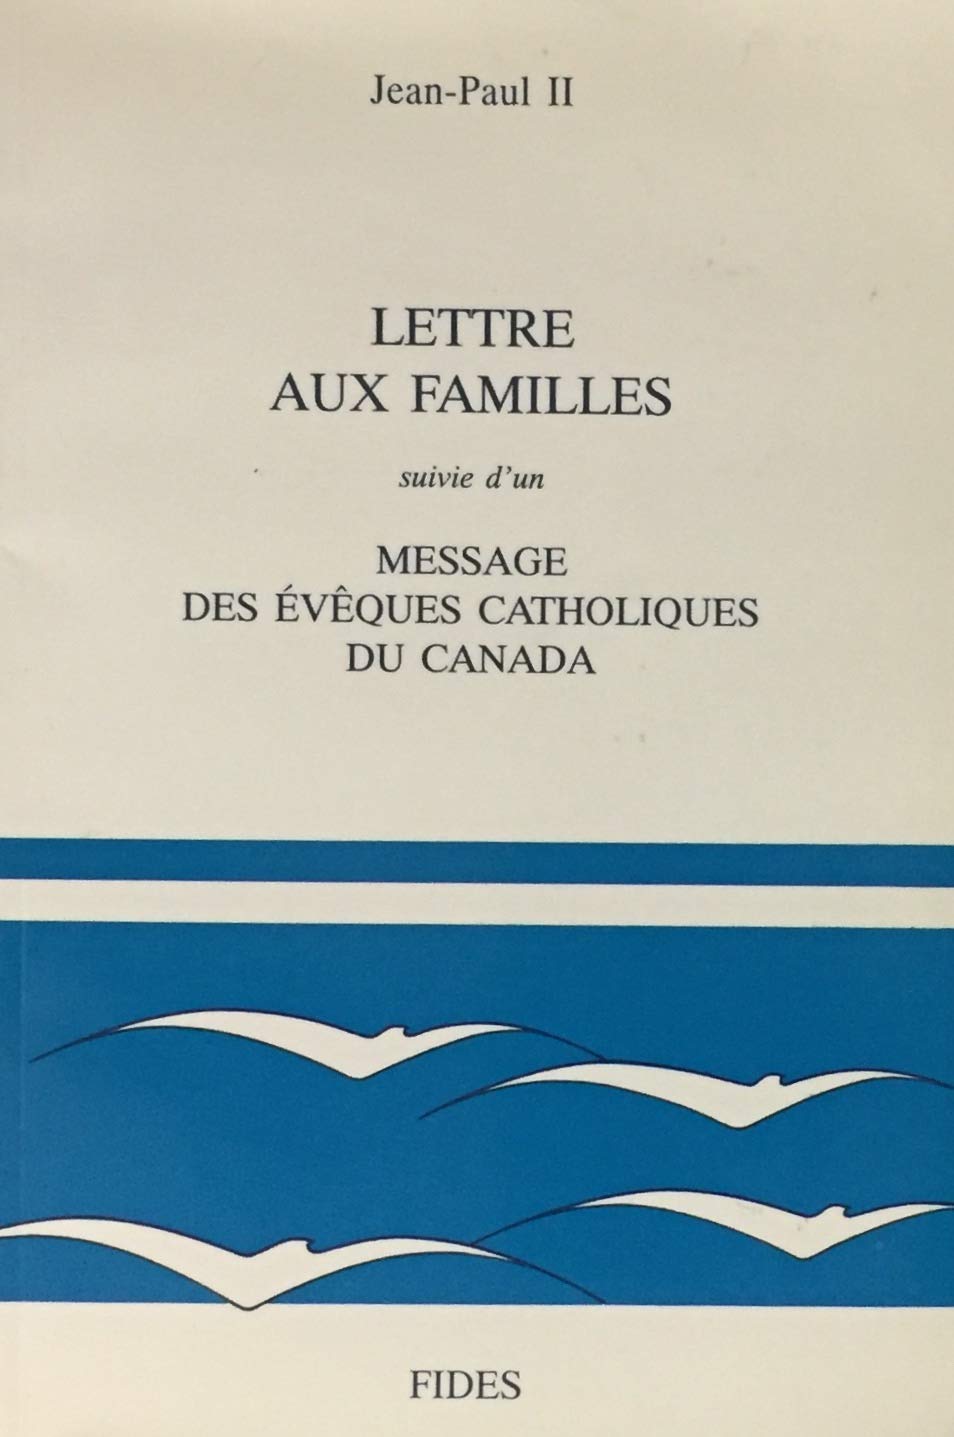 Jean-Paul II
LETTRE
AUX FAMILLES
suivie d'un
MESSAGE
DES ÉVÊQUES CATHOLIQUES
DU CANADA
FIDES